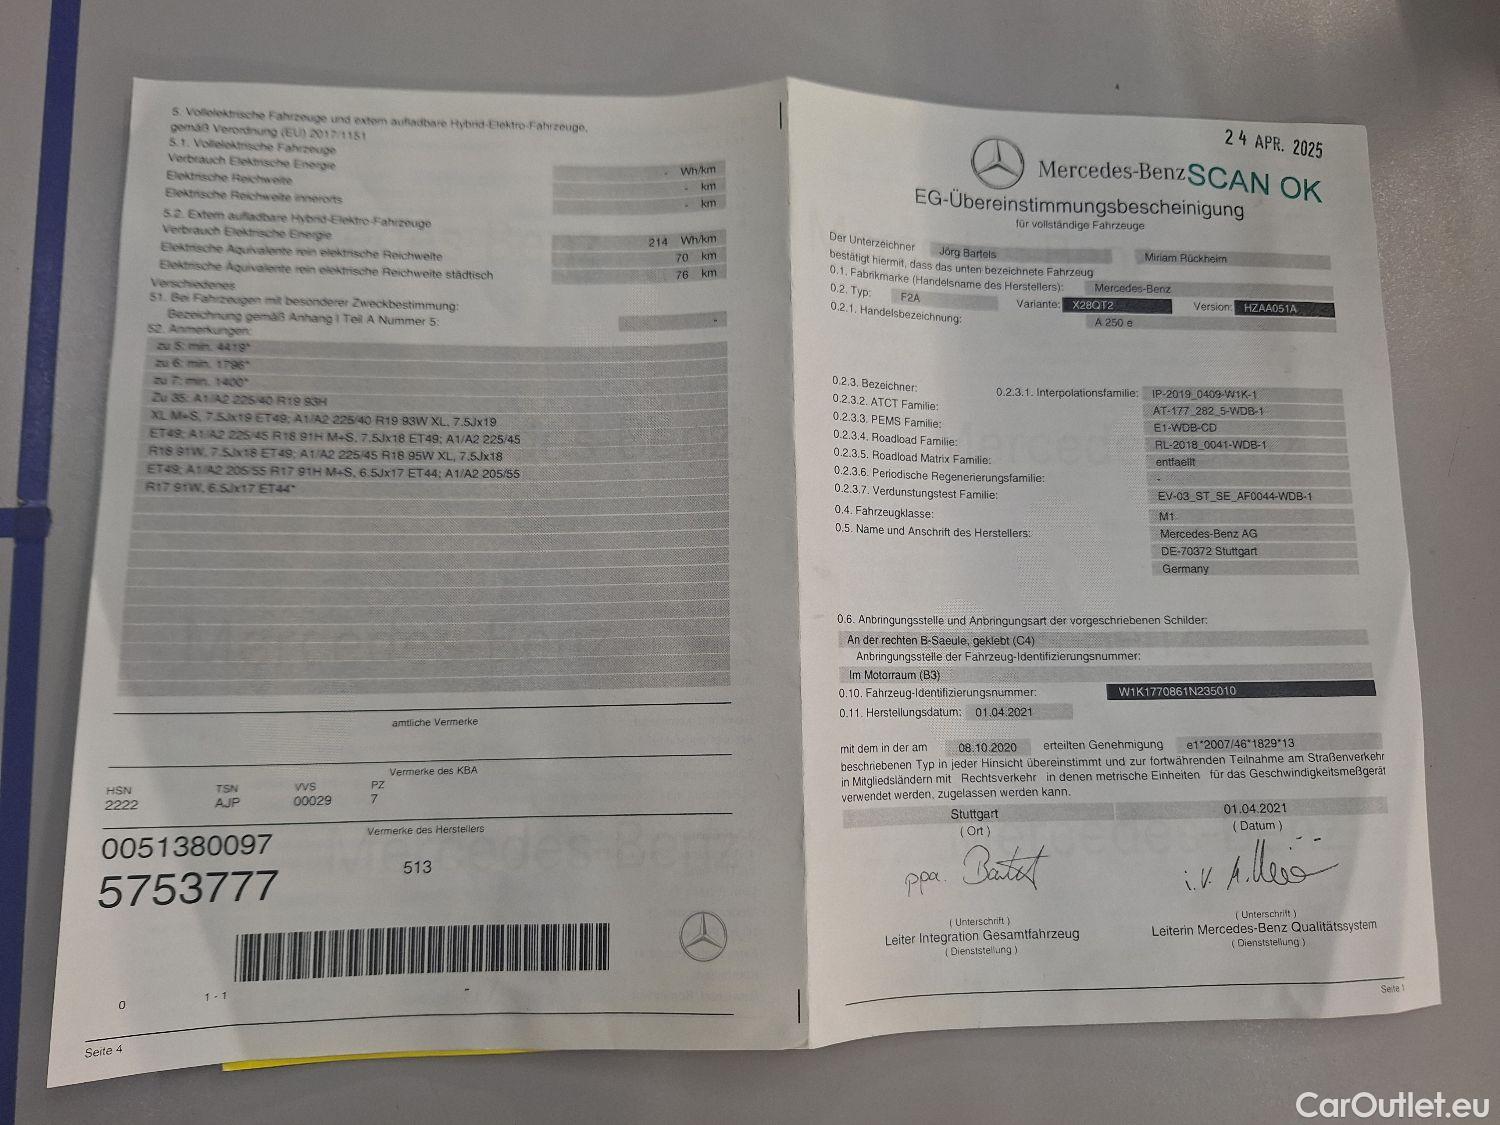 5. Vollelektrische Fahrzeuge und extern aufladbare Hybrid-Elektro-Fahrzeuge,
gemäß Verordnung (EU) 2017/1151
5.1. Vollelektrische Fahrzeuge
Verbrauch Elektrische Energie - Wh/km
Elektrische Reichweite - km
Elektrische Reichweite innerorts - km
5.2. Extern aufladbare Hybrid-Elektro-Fahrzeuge
Verbrauch Elektrische Energie 214 Wh/km
Elektrische Äquivalente rein elektrische Reichweite 70 km
Elektrische Äquivalente rein elektrische Reichweite städtisch 76 km
Verschiedenes
51. Bei Fahrzeugen mit besonderer Zweckbestimmung:
Bezeichnung gemäß Anhang I Teil A Nummer 5: -
52. Anmerkungen:
zu 5: min. 4419*
zu 6: min. 1796*
zu 7: min. 1400*
Zu 35: A1/A2 225/40 R19 93H
XL M+S, 7.5Jx19 ET49; A1/A2 225/40 R19 93W XL, 7.5Jx19
ET49; A1/A2 225/45 R18 91H M+S, 7.5Jx18 ET49; A1/A2 225/45
R18 91W, 7.5Jx18 ET49; A1/A2 225/45 R18 95W XL, 7.5Jx18
ET49; A1/A2 205/55 R17 91H M+S, 6.5Jx17 ET44; A1/A2 205/55
R17 91W, 6.5Jx17 ET44*
amtliche Vermerke
Vermerke des KBA
HSN TSN VVS PZ
2222 AJP 00029 7
Vermerke des Herstellers
0051380097
513
5753777
0 1 - 1 -
Seite 4
24 APR. 2025
Mercedes-Benz SCAN OK
EG-Übereinstimmungsbescheinigung
für vollständige Fahrzeuge
Der Unterzeichner Jörg Bartels Miriam Rückheim
bestätigt hiermit, dass das unten bezeichnete Fahrzeug
0.1. Fabrikmarke (Handelsname des Herstellers): Mercedes-Benz
0.2. Typ: F2A Variante: X28QT2 Version: HZAA051A
0.2.1. Handelsbezeichnung: A 250 e
0.2.3. Bezeichner: 0.2.3.1. Interpolationsfamilie: IP-2019_0409-W1K-1
0.2.3.2. ATCT Familie: AT-177_282_5-WDB-1
0.2.3.3. PEMS Familie: E1-WDB-CD
0.2.3.4. Roadload Familie: RL-2018_0041-WDB-1
0.2.3.5. Roadload Matrix Familie: entfaellt
0.2.3.6. Periodische Regenerierungsfamilie: -
0.2.3.7. Verdunstungstest Familie: EV-03_ST_SE_AF0044-WDB-1
0.4. Fahrzeugklasse: M1
0.5. Name und Anschrift des Herstellers: Mercedes-Benz AG
DE-70372 Stuttgart
Germany
0.6. Anbringungsstelle und Anbringungsart der vorgeschriebenen Schilder:
An der rechten B-Saeule, geklebt (C4)
Anbringungsstelle der Fahrzeug-Identifizierungsnummer:
Im Motorraum (B3)
0.10. Fahrzeug-Identifizierungsnummer: W1K1770861N235010
0.11. Herstellungsdatum: 01.04.2021
mit dem in der am 08.10.2020 erteilten Genehmigung e1*2007/46*1829*13
beschriebenen Typ in jeder Hinsicht übereinstimmt und zur fortwährenden Teilnahme am Straßenverkehr
in Mitgliedsländern mit Rechtsverkehr in denen metrische Einheiten für das Geschwindigkeitsmeßgerät
verwendet werden, zugelassen werden kann.
Stuttgart 01.04.2021
( Ort ) ( Datum )
ppa. i.V.
( Unterschrift ) ( Unterschrift )
Leiter Integration Gesamtfahrzeug Leiterin Mercedes-Benz Qualitätssystem
( Dienststellung ) ( Dienststellung )
Seite 1
CarOutlet.eu